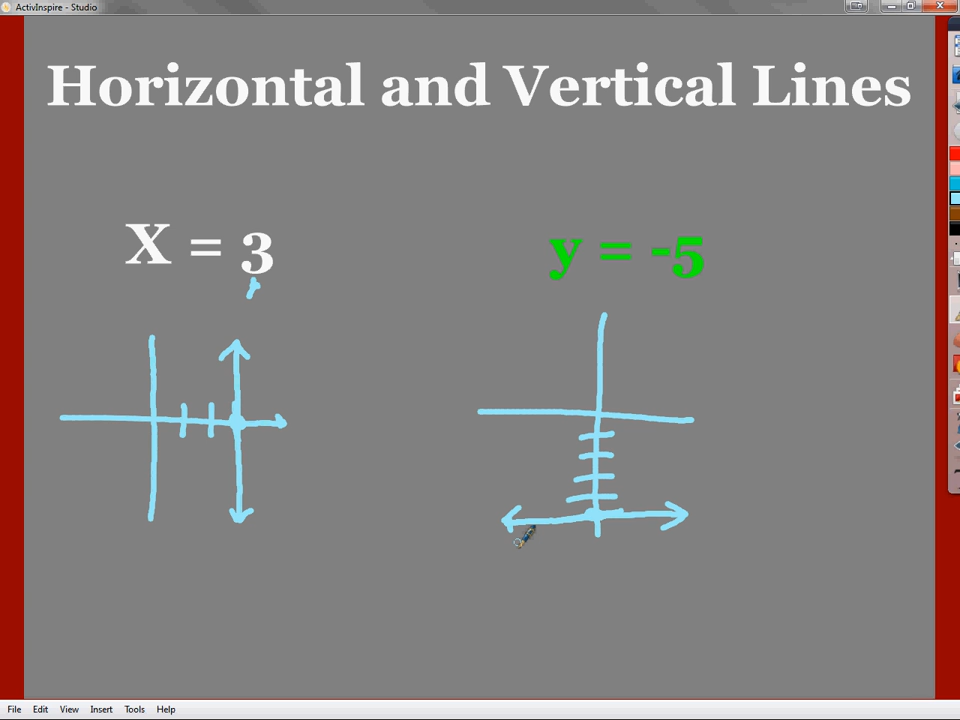 ActivInspire - Studio
Horizontal and Vertical Lines
X = 3
y = -5
File Edit View Insert Tools Help